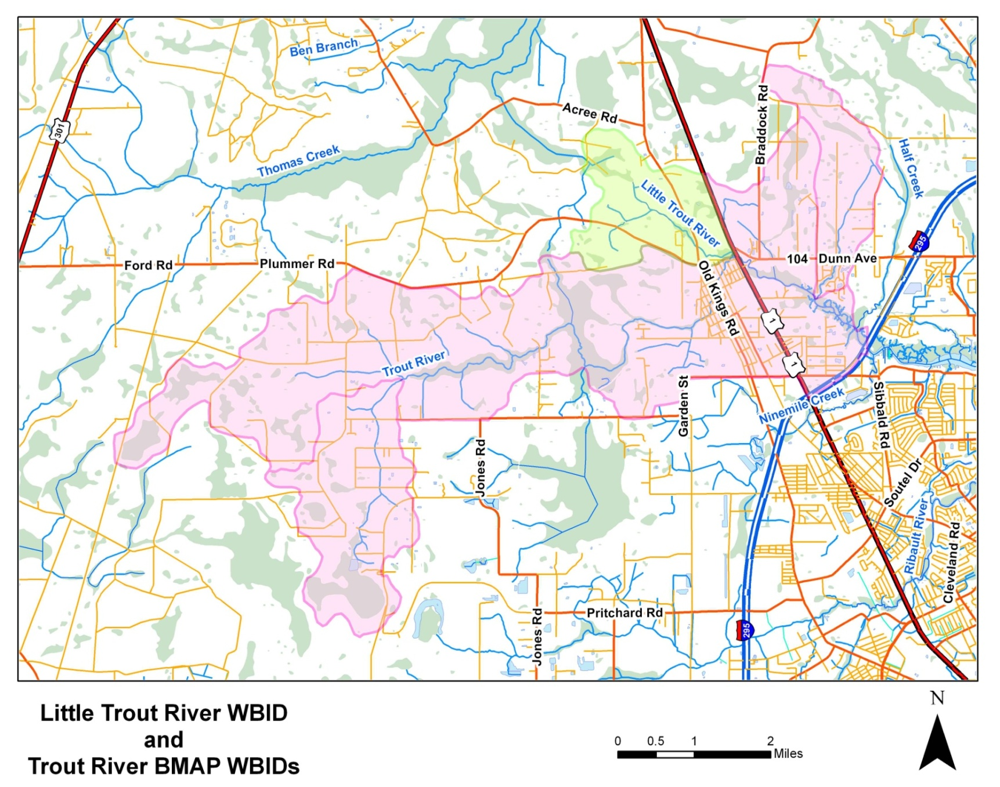 Ben Branch
Acree Rd
Braddock Rd
301
Thomas Creek
Half Creek
Little Trout River
295
Ford Rd
Plummer Rd
104
Dunn Ave
Old Kings Rd
1
1
Trout River
Garden St
Ninemile Creek
Sibbald Rd
Jones Rd
Soutel Dr
Ribault River
Cleveland Rd
Pritchard Rd
Jones Rd
295
Little Trout River WBID
and
Trout River BMAP WBIDs
0 0.5 1 2
Miles
N